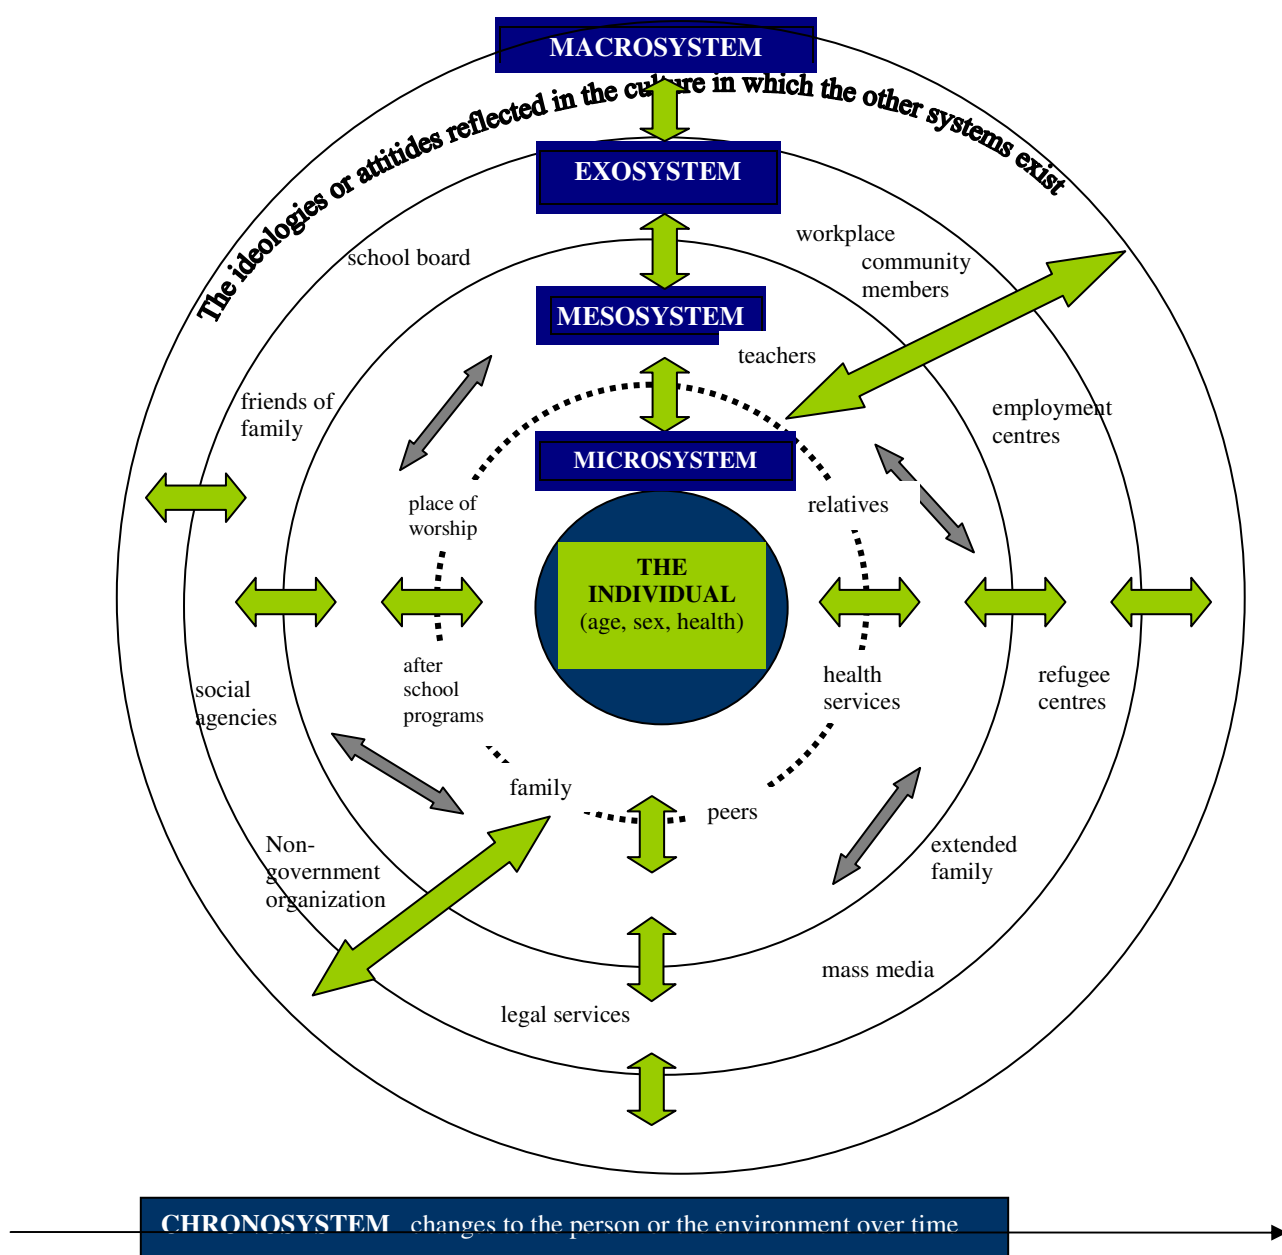 MACROSYSTEM
The ideologies or attitides reflected in the culture in which the other systems exist
EXOSYSTEM
school board
workplace
community
members
MESOSYSTEM
teachers
friends of
family
employment
centres
MICROSYSTEM
place of
worship
relatives
THE
INDIVIDUAL
(age, sex, health)
after
school
programs
health
services
social
agencies
refugee
centres
family
peers
Non-
government
organization
extended
family
mass media
legal services
CHRONOSYSTEM changes to the person or the environment over time